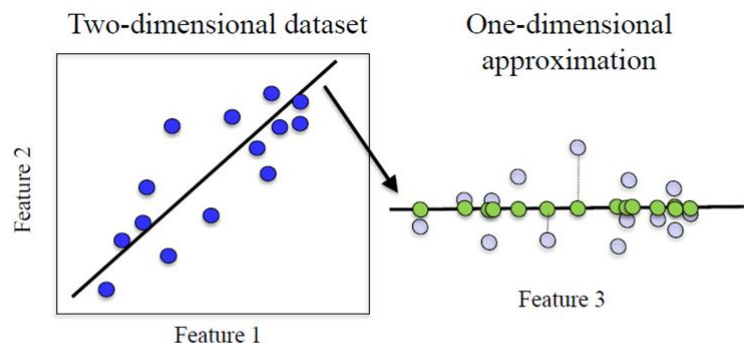 Two-dimensional dataset
One-dimensional
approximation
Feature 2
Feature 1
Feature 3